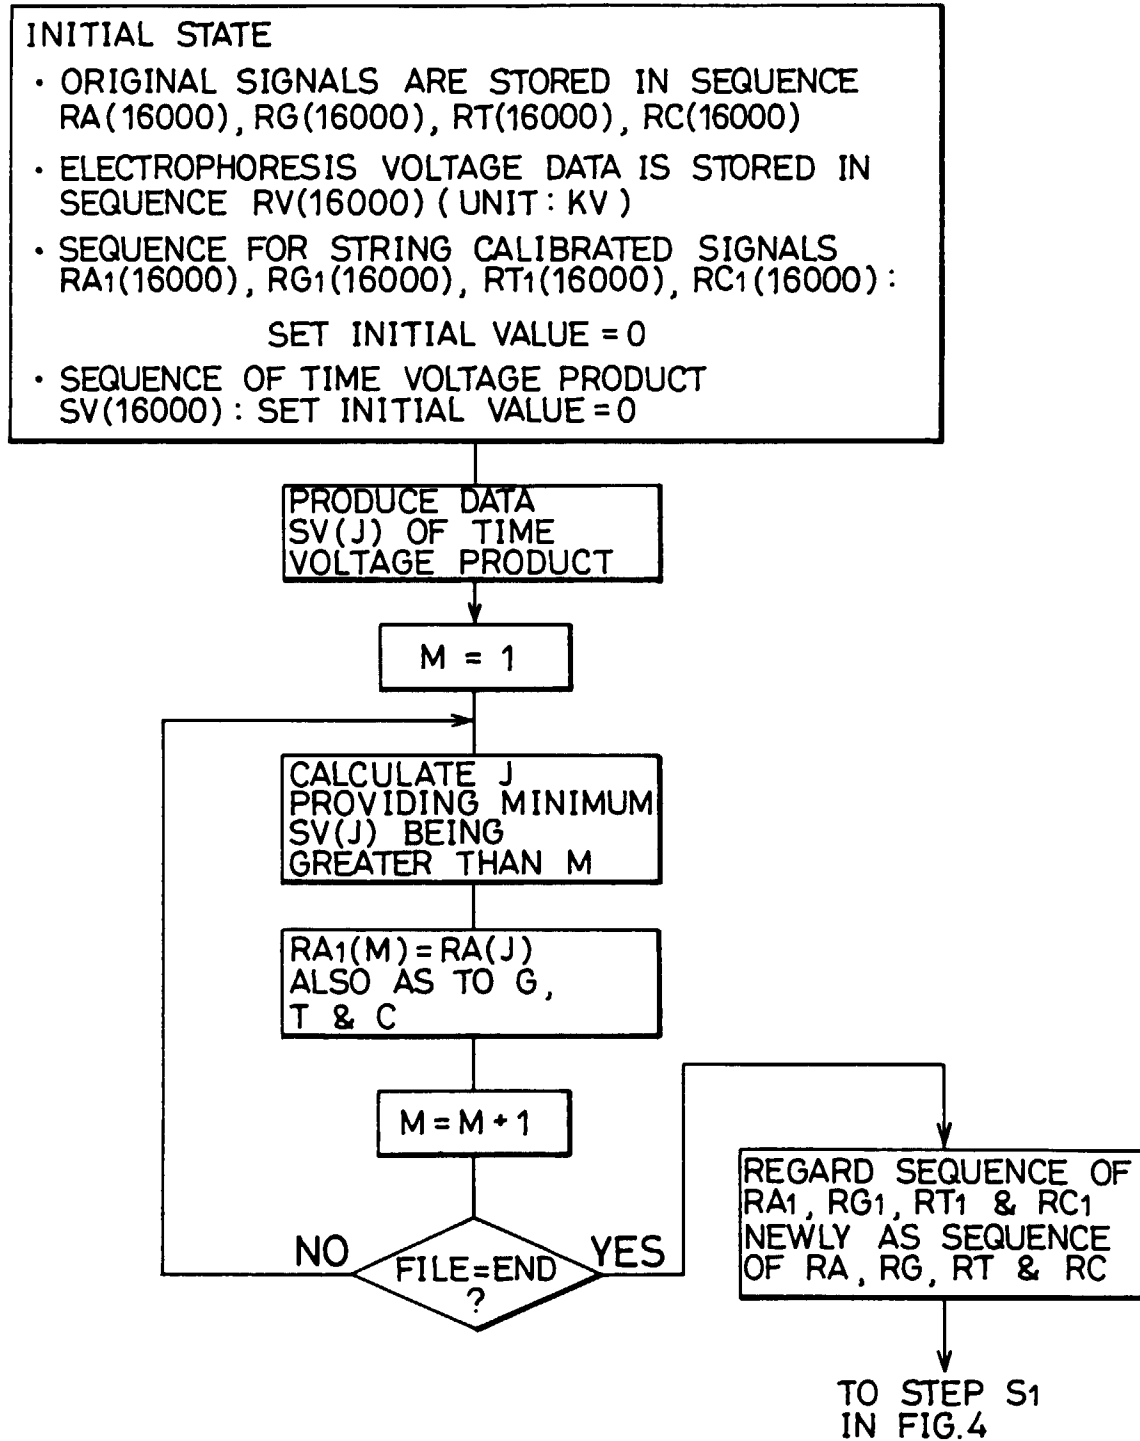 INITIAL STATE
· ORIGINAL SIGNALS ARE STORED IN SEQUENCE
RA(16000), RG(16000), RT(16000), RC(16000)
· ELECTROPHORESIS VOLTAGE DATA IS STORED IN
SEQUENCE RV(16000) (UNIT: KV)
· SEQUENCE FOR STRING CALIBRATED SIGNALS
RA1(16000), RG1(16000), RT1(16000), RC1(16000):
SET INITIAL VALUE = 0
· SEQUENCE OF TIME VOLTAGE PRODUCT
SV(16000): SET INITIAL VALUE = 0
PRODUCE DATA
SV(J) OF TIME
VOLTAGE PRODUCT
M = 1
CALCULATE J
PROVIDING MINIMUM
SV(J) BEING
GREATER THAN M
RA1(M)=RA(J)
ALSO AS TO G,
T & C
M = M + 1
NO
FILE=END
?
YES
REGARD SEQUENCE OF
RA1, RG1, RT1 & RC1
NEWLY AS SEQUENCE
OF RA, RG, RT & RC
TO STEP S1
IN FIG.4